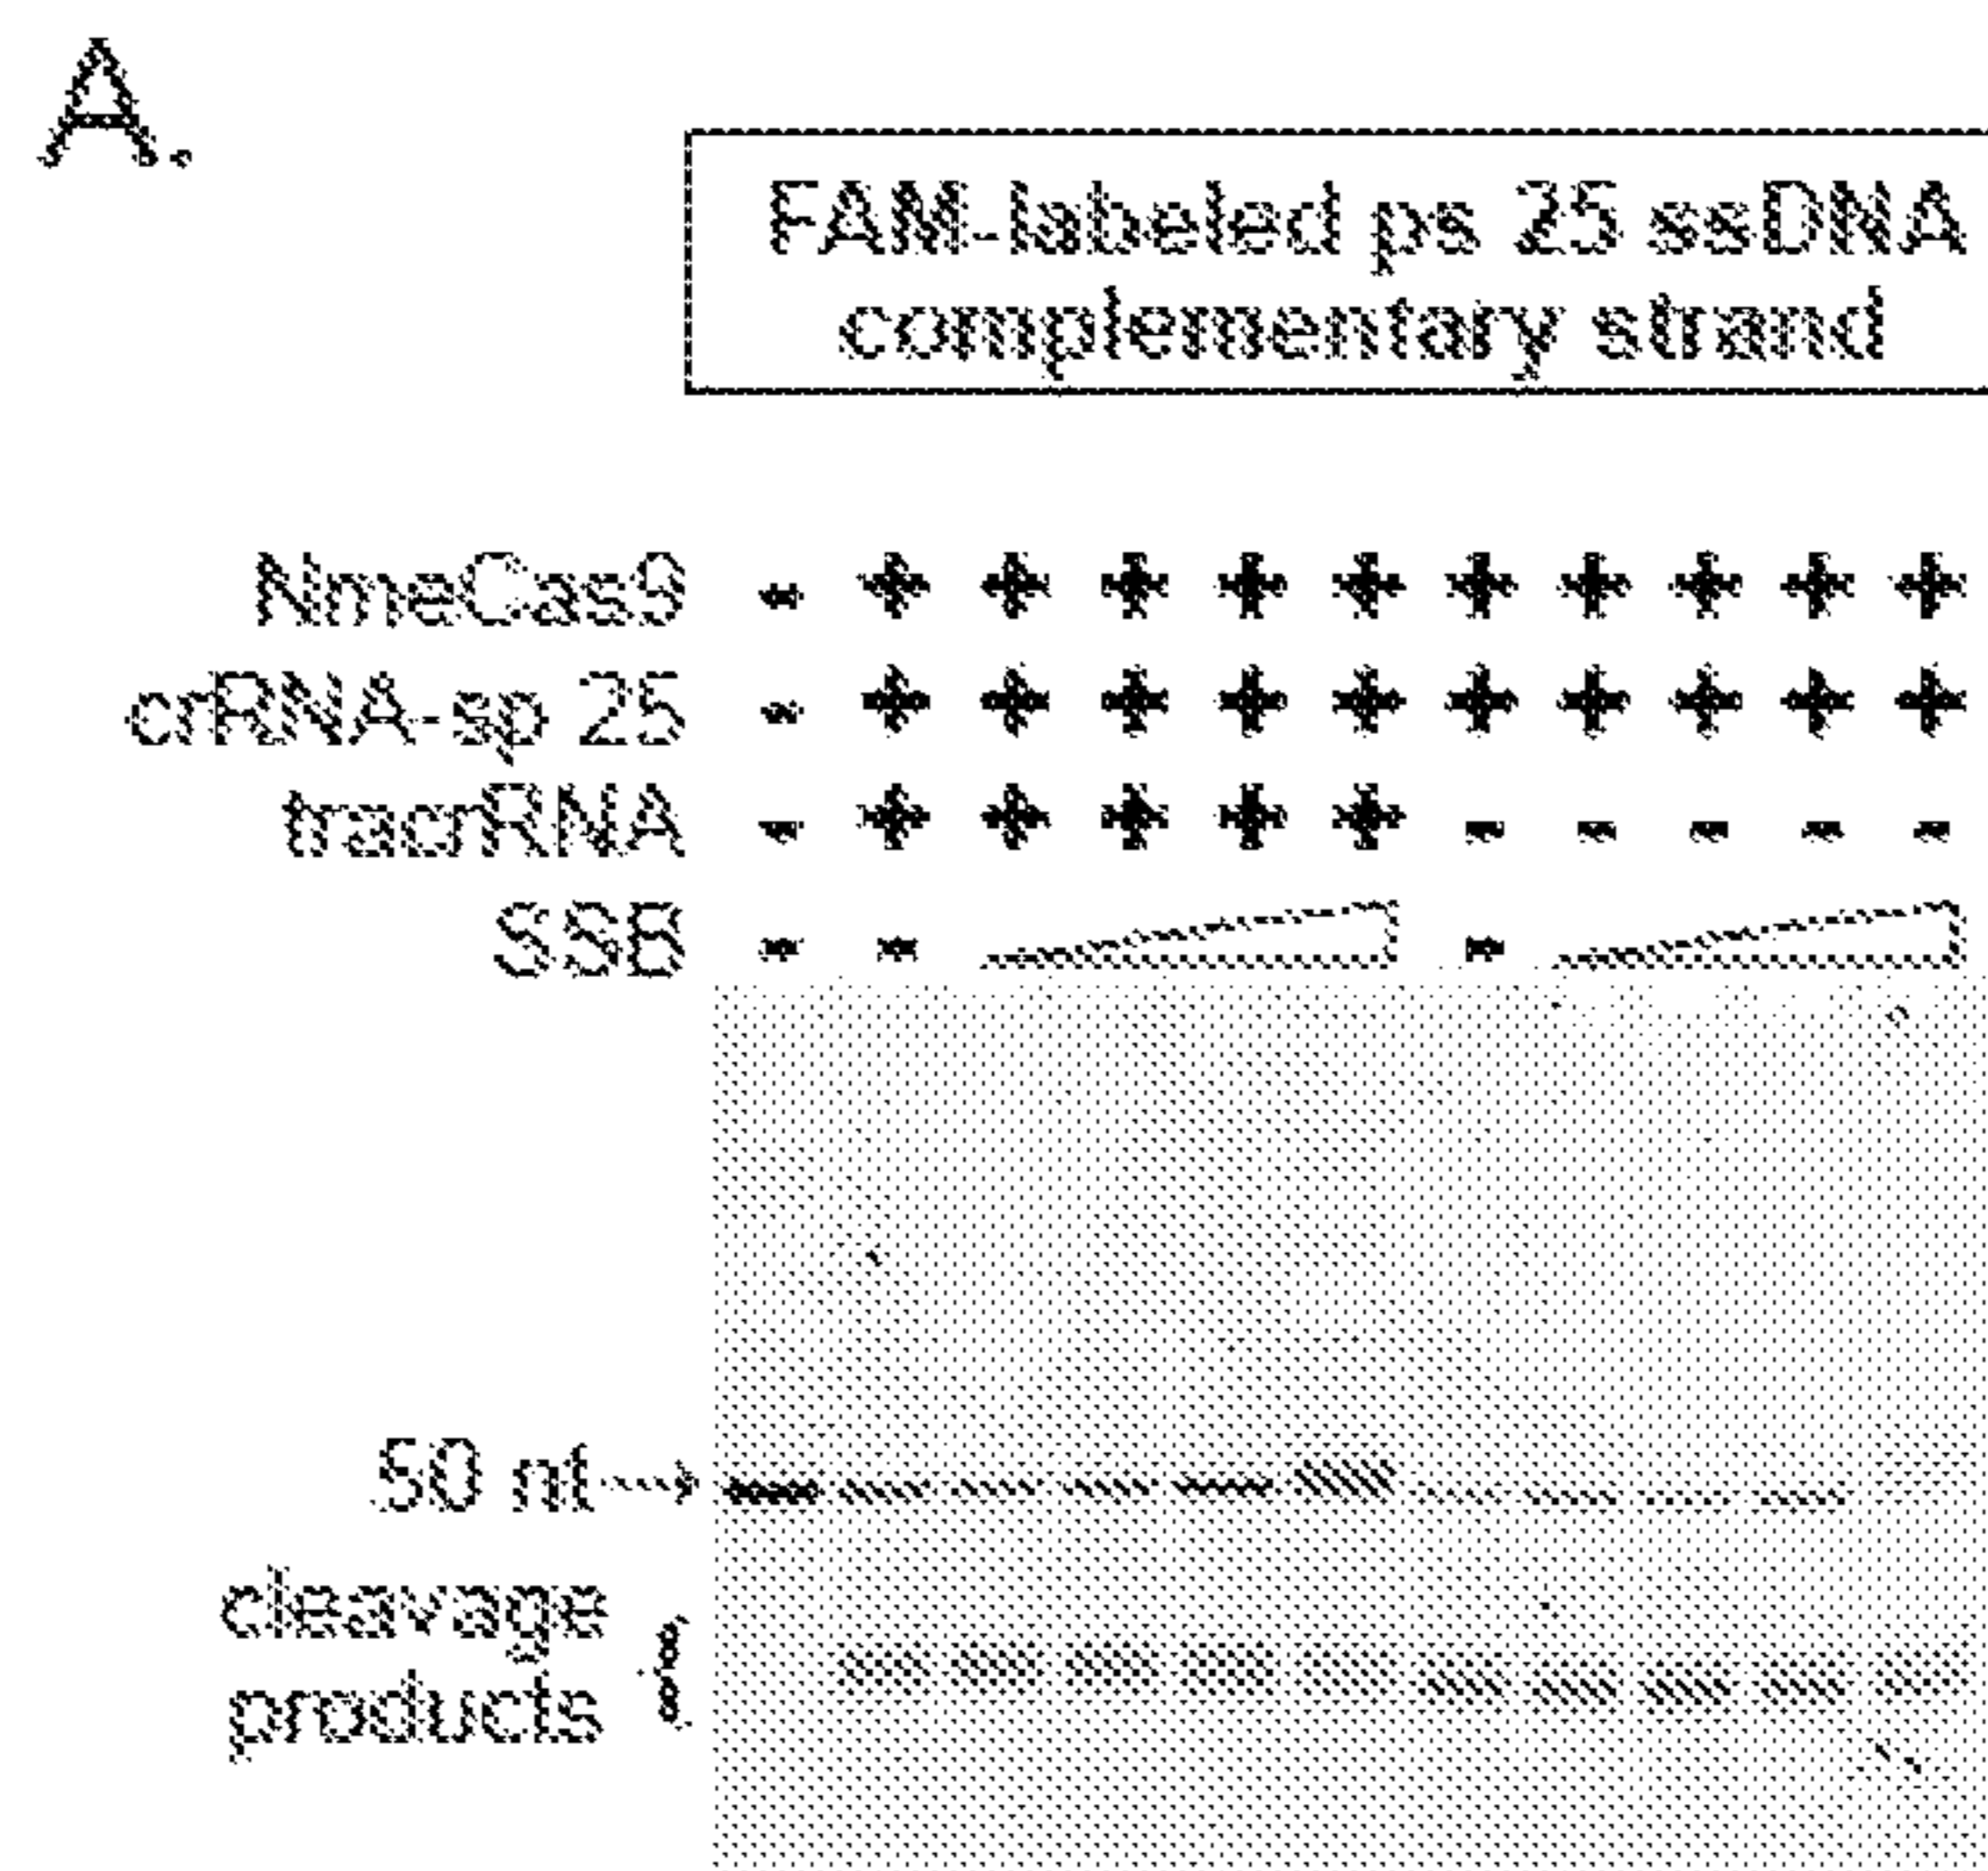 A.
FAM-labeled ps 25 ssDNA
complementary strand
NmeCas9 - + + + + + + + + + +
crRNA-sp 25 - + + + + + + + + + +
tracrRNA - + + + + + - - - - -
SSB - - -
50 nt
cleavage
products {